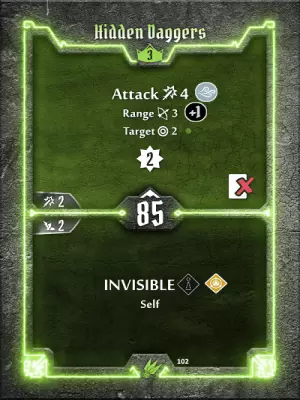 Hidden Daggers
3
Attack 4
Range 3 +1
Target 2
2
2
85
2
INVISIBLE
Self
102